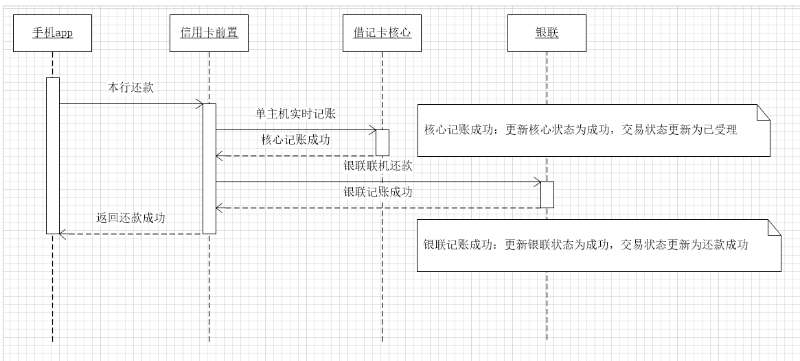 手机app
信用卡前置
借记卡核心
银联
本行还款
单主机实时记账
核心记账成功
核心记账成功：更新核心状态为成功，交易状态更新为已受理
银联联机还款
银联记账成功
返回还款成功
银联记账成功：更新银联状态为成功，交易状态更新为还款成功